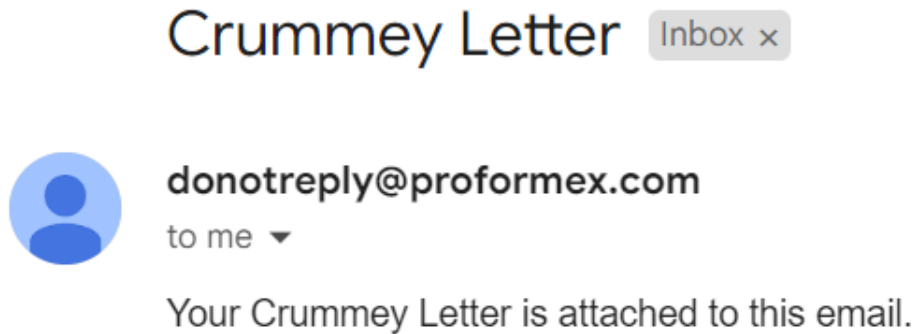 Crummey Letter Inbox ×
donotreply@proformex.com
to me
Your Crummey Letter is attached to this email.